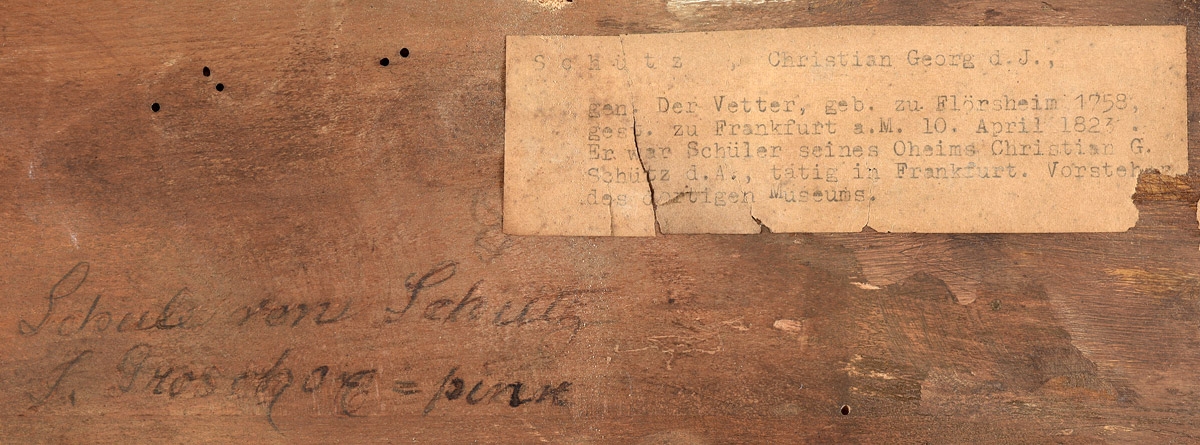 Schütz, Christian Georg d.J.,
gen. Der Vetter, geb. zu Flörsheim 1758,
gest. zu Frankfurt a.M. 10. April 1823.
Er war Schüler seines Oheims Christian G.
Schütz d.A., tätig in Frankfurt. Vorsteher
des dortigen Museums.
Schule von Schutz
= pinx